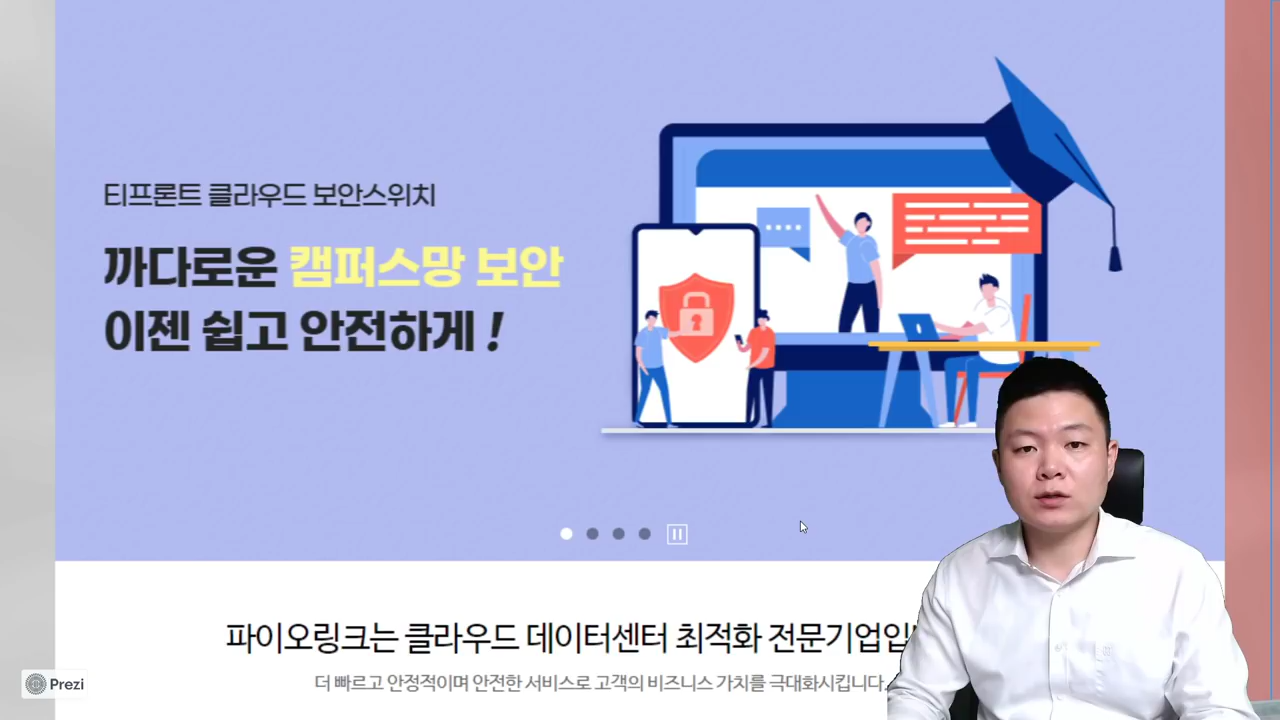 티프론트 클라우드 보안스위치
까다로운 캠퍼스망 보안
이젠 쉽고 안전하게 !
파이오링크는 클라우드 데이터센터 최적화 전문기업입
더 빠르고 안정적이며 안전한 서비스로 고객의 비즈니스 가치를 극대화시킵니다.
Prezi